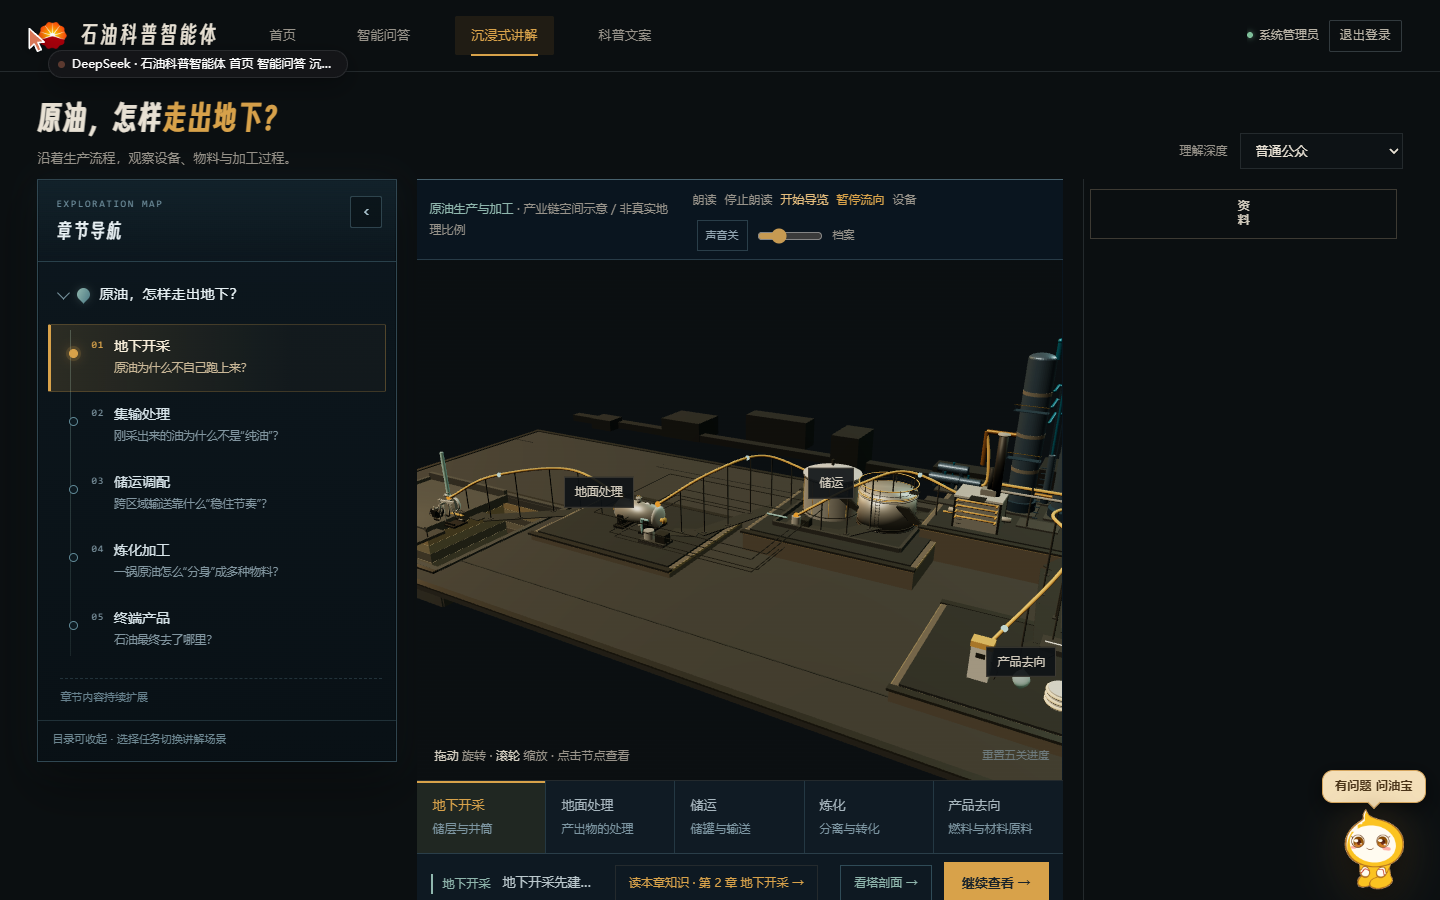 石油科普智能体
首页
智能问答
沉浸式讲解
科普文案
系统管理员
退出登录
DeepSeek · 石油科普智能体 首页 智能问答 沉...
原油，怎样走出地下？
沿着生产流程，观察设备、物料与加工过程。
理解深度
普通公众
EXPLORATION MAP
章节导航
‹
原油，怎样走出地下？
01 地下开采
原油为什么不自己跑上来？
02 集输处理
刚采出来的油为什么不是“纯油”？
03 储运调配
跨区域输送靠什么“稳住节奏”？
04 炼化加工
一锅原油怎么“分身”成多种物料？
05 终端产品
石油最终去了哪里？
章节内容持续扩展
目录可收起 · 选择任务切换讲解场景
原油生产与加工 · 产业链空间示意 / 非真实地
理比例
朗读 停止朗读 开始导览 暂停流向 设备
声音关
档案
地面处理
储运
产品去向
拖动 旋转 · 滚轮 缩放 · 点击节点查看
重置五关进度
地下开采
储层与井筒
地面处理
产出物的处理
储运
储罐与输送
炼化
分离与转化
产品去向
燃料与材料原料
地下开采 地下开采先建...
读本章知识 · 第 2 章 地下开采 →
看塔剖面 →
继续查看 →
资
料
有问题 问油宝